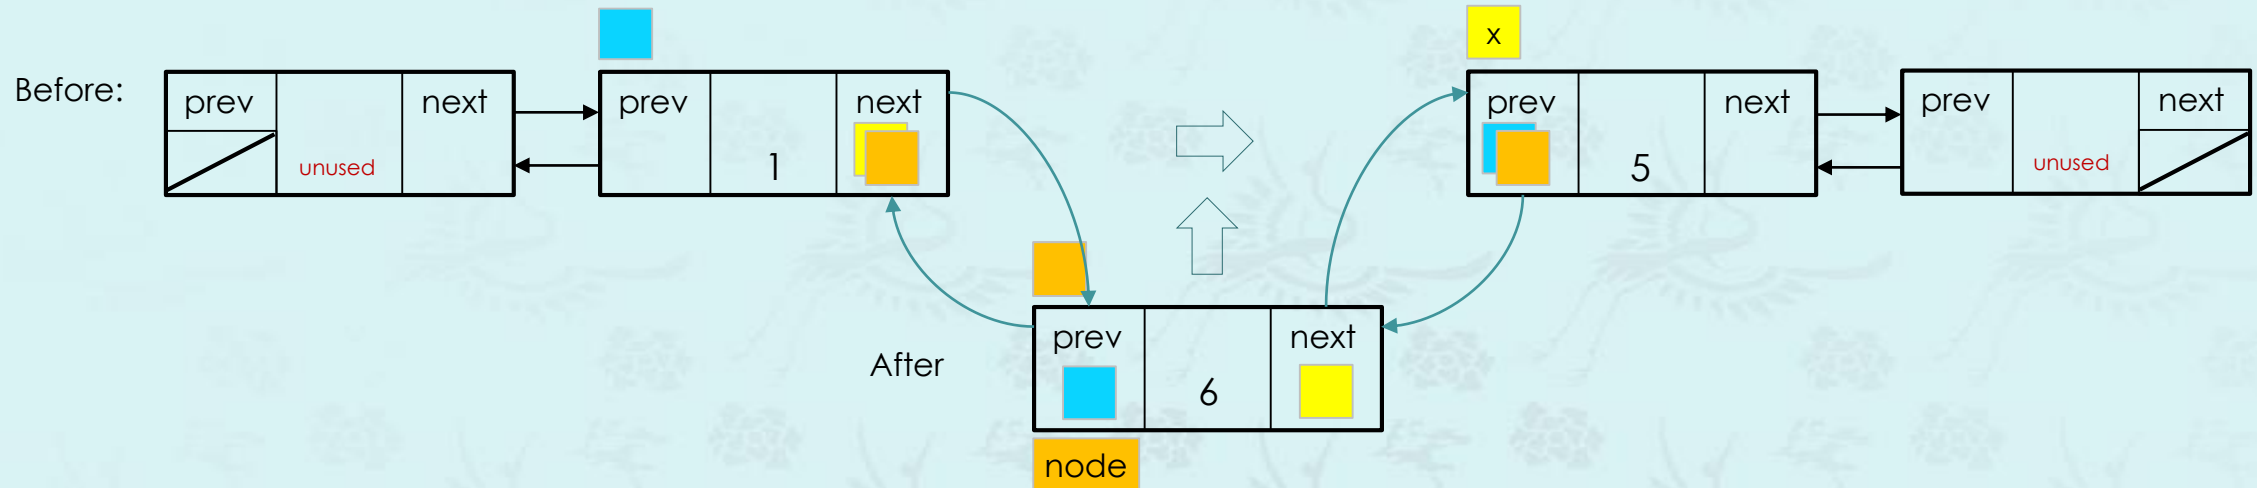 x
Before:
prev next prev next prev next prev next
unused 1 5 unused
prev next
After
6
node